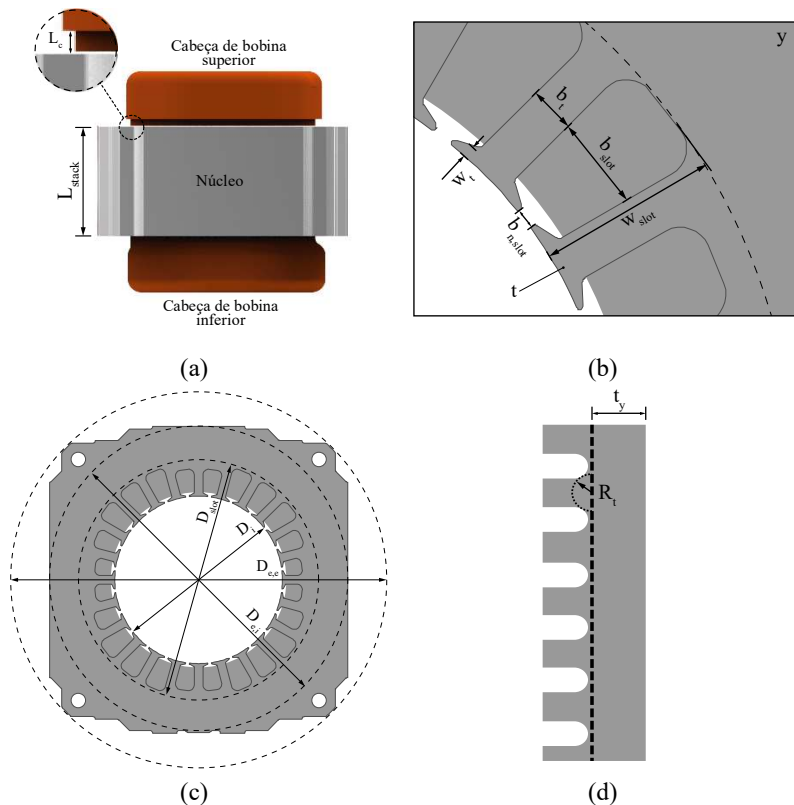 L_c
Cabeça de bobina
superior
L_stack
Núcleo
Cabeça de bobina
inferior
(a)
y
b_t
b_slot
w_t
w_slot
b_n,slot
t
(b)
D_slot
D_i
D_e,e
D_e,i
(c)
t_y
R_t
(d)